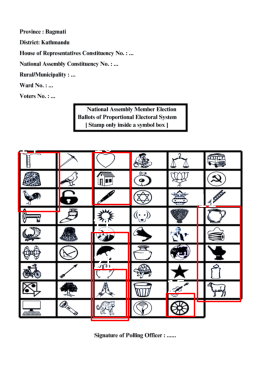 Province : Bagmati
District: Kathmandu
House of Representatives Constituency No. : ...
National Assembly Constituency No. : ...
Rural/Municipality : ...
Ward No. : ...
Voters No. : ...
National Assembly Member Election
Ballots of Proportional Electoral System
[ Stamp only inside a symbol box ]
Signature of Polling Officer : ......